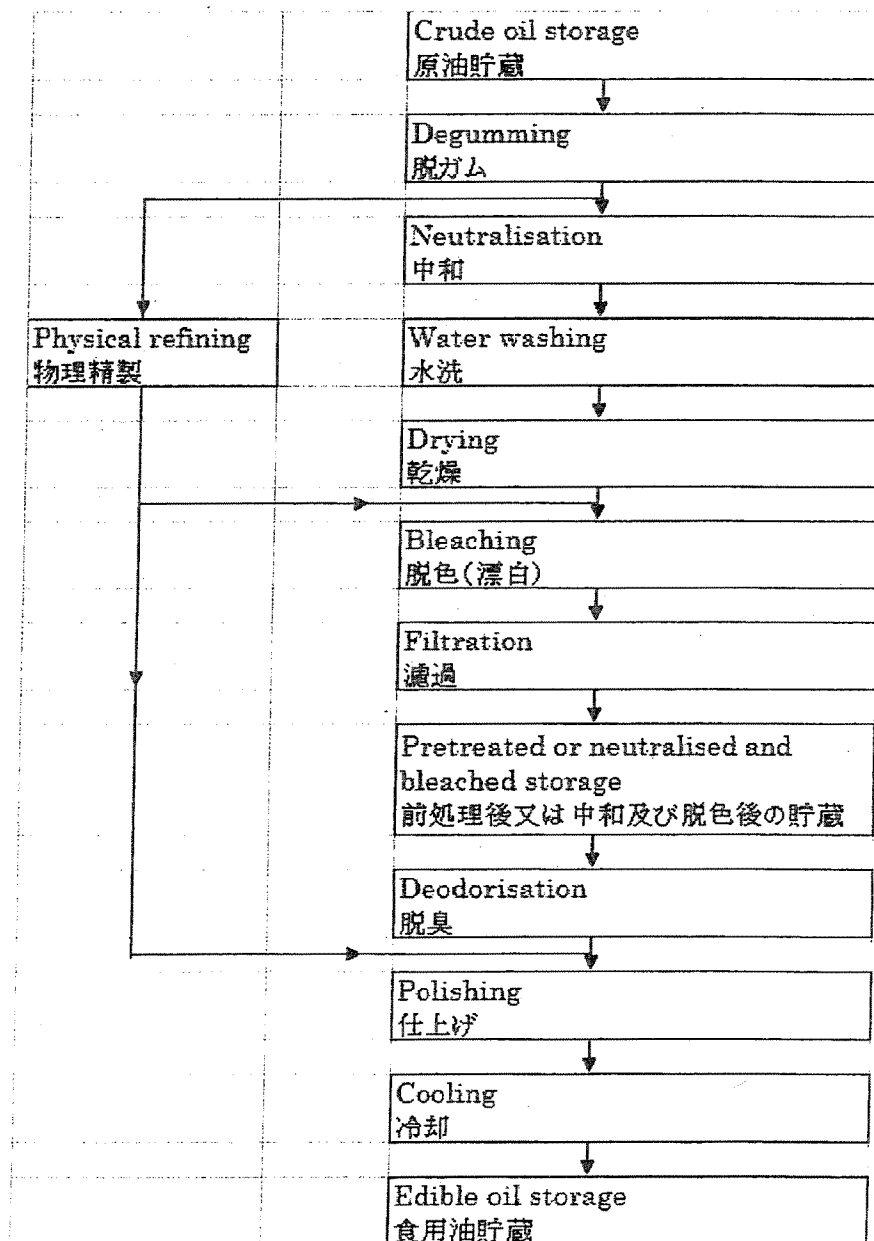 Crude oil storage
原油貯蔵
Degumming
脱ガム
Neutralisation
中和
Physical refining
物理精製
Water washing
水洗
Drying
乾燥
Bleaching
脱色(漂白)
Filtration
濾過
Pretreated or neutralised and
bleached storage
前処理後又は中和及び脱色後の貯蔵
Deodorisation
脱臭
Polishing
仕上げ
Cooling
冷却
Edible oil storage
食用油貯蔵